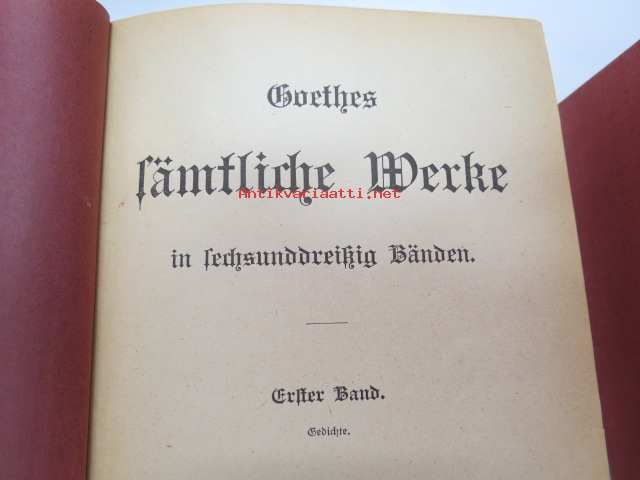 Goethes
sämtliche Werke
Antikvariaatti.net
in sechsunddreißig Bänden.
Erster Band.
Gedichte.